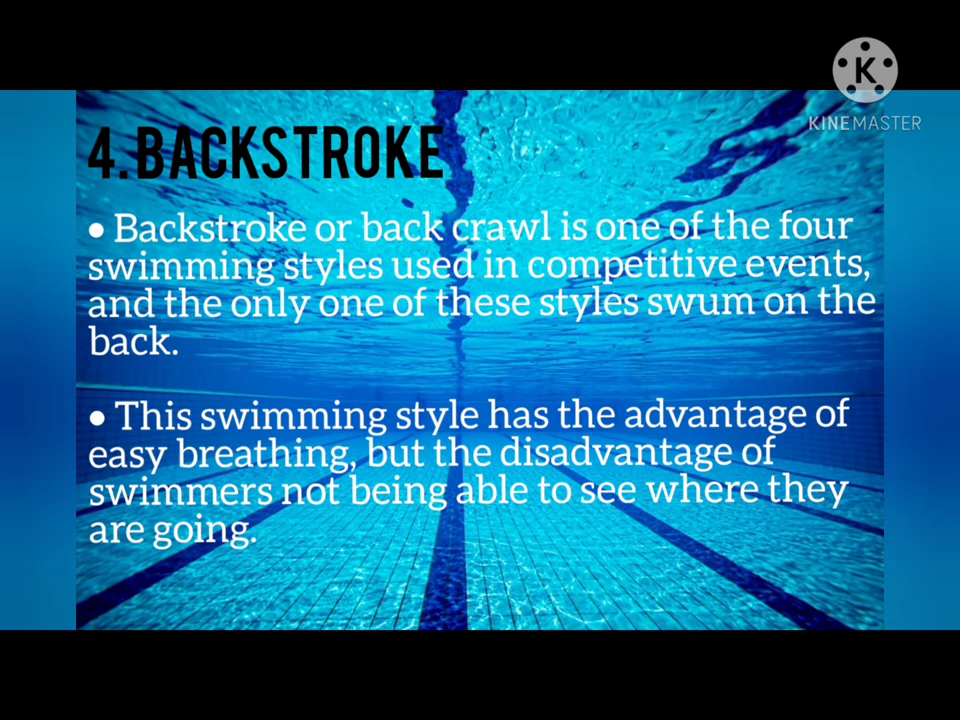 K
KINEMASTER
4. BACKSTROKE
• Backstroke or back crawl is one of the four
swimming styles used in competitive events,
and the only one of these styles swum on the
back.
• This swimming style has the advantage of
easy breathing, but the disadvantage of
swimmers not being able to see where they
are going.